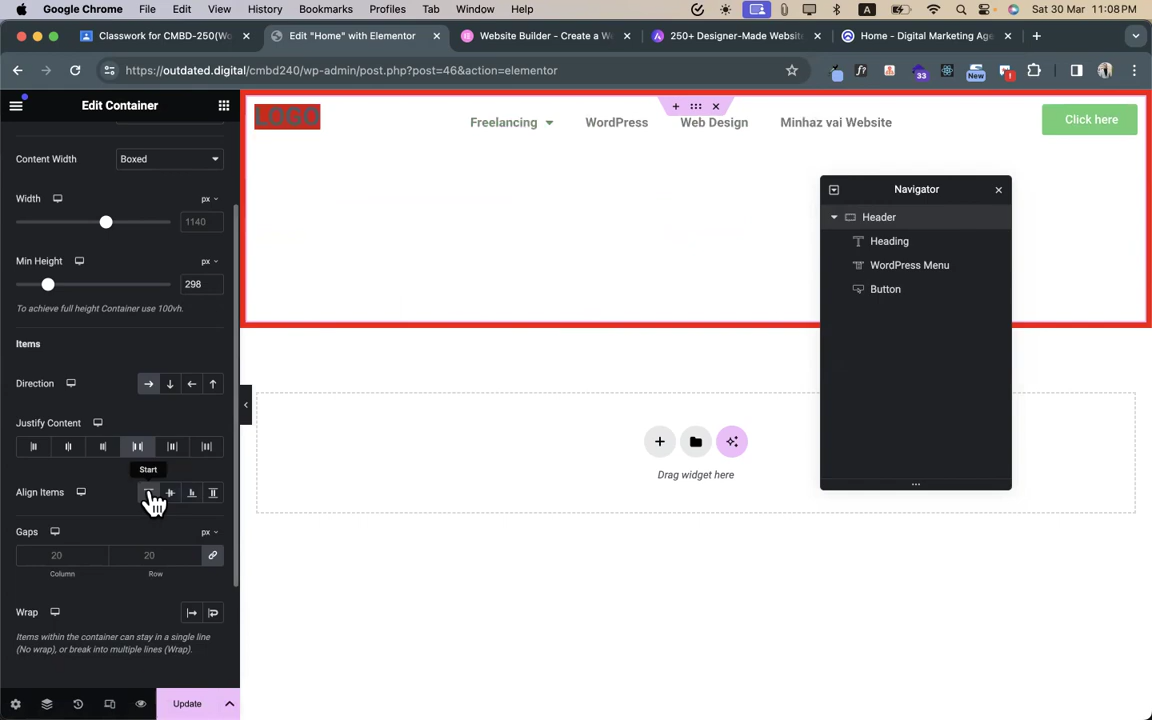 Google Chrome File Edit View History Bookmarks Profiles Tab Window Help A Sat 30 Mar 11:08PM
Classwork for CMBD-250(Wo Edit "Home" with Elementor Website Builder - Create a W 250+ Designer-Made Websit Home - Digital Marketing Age
https://outdated.digital/cmbd240/wp-admin/post.php?post=46&action=elementor
33 New
Edit Container
LOGO Freelancing WordPress Web Design Minhaz vai Website Click here
Content Width Boxed
Width px
1140
Min Height px
298
To achieve full height Container use 100vh.
Items
Direction
Justify Content
Start
Align Items
Gaps px
20 20
Column Row
Wrap
Items within the container can stay in a single line
(No wrap), or break into multiple lines (Wrap).
Update
Navigator
Header
Heading
WordPress Menu
Button
Drag widget here